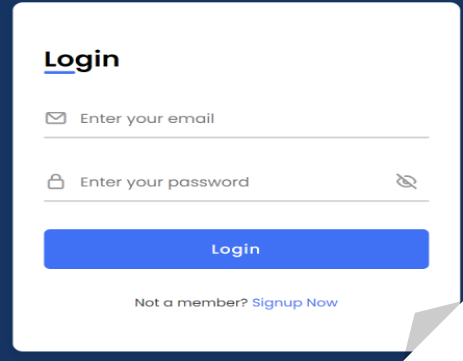 Login
Enter your email
Enter your password
Login
Not a member? Signup Now